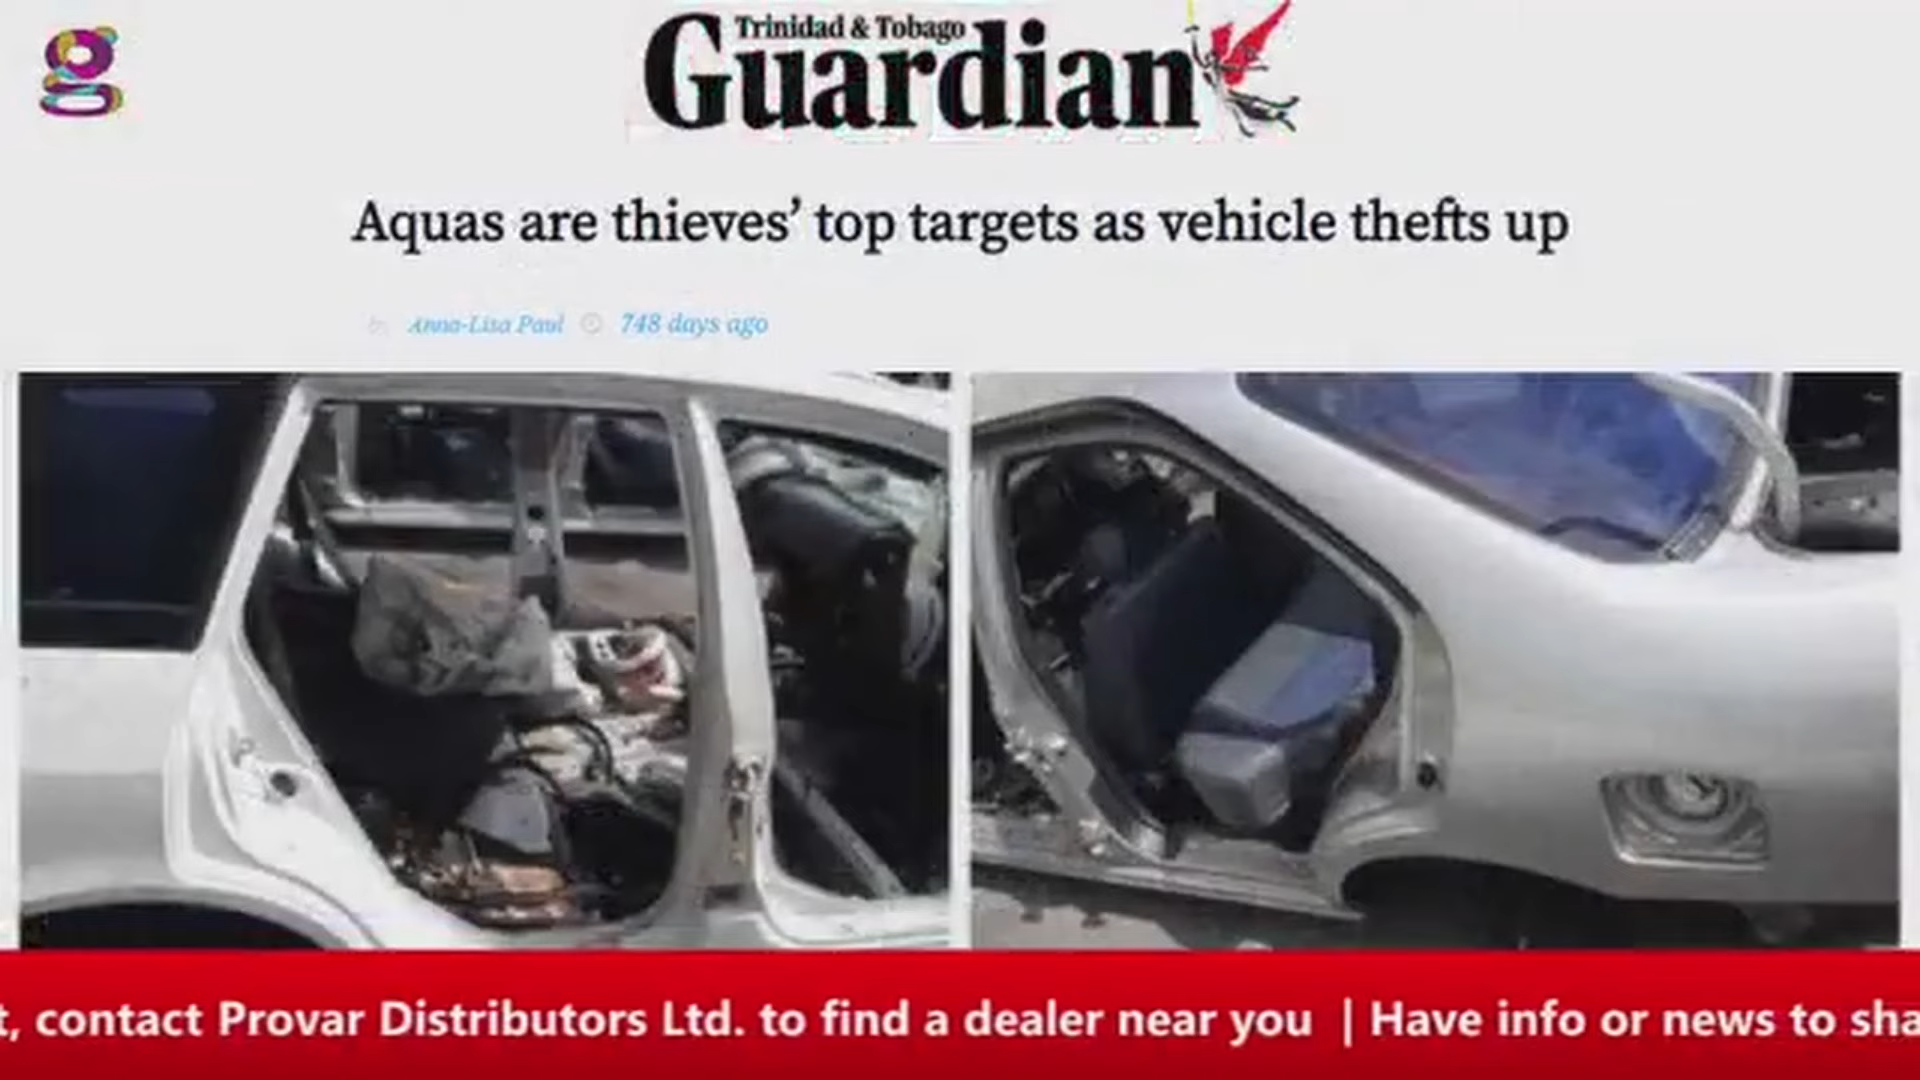 g
Trinidad & Tobago
Guardian
Aquas are thieves’ top targets as vehicle thefts up
by Anna-Lisa Paul 748 days ago
, contact Provar Distributors Ltd. to find a dealer near you | Have info or news to